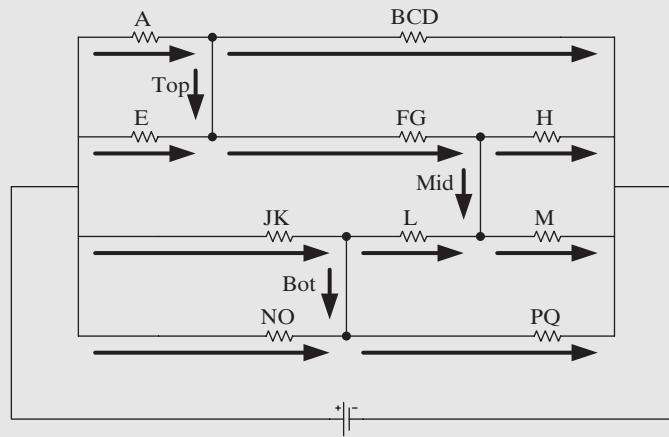 A BCD
Top
E FG H
Mid
JK L M
Bot
NO PQ
+ −